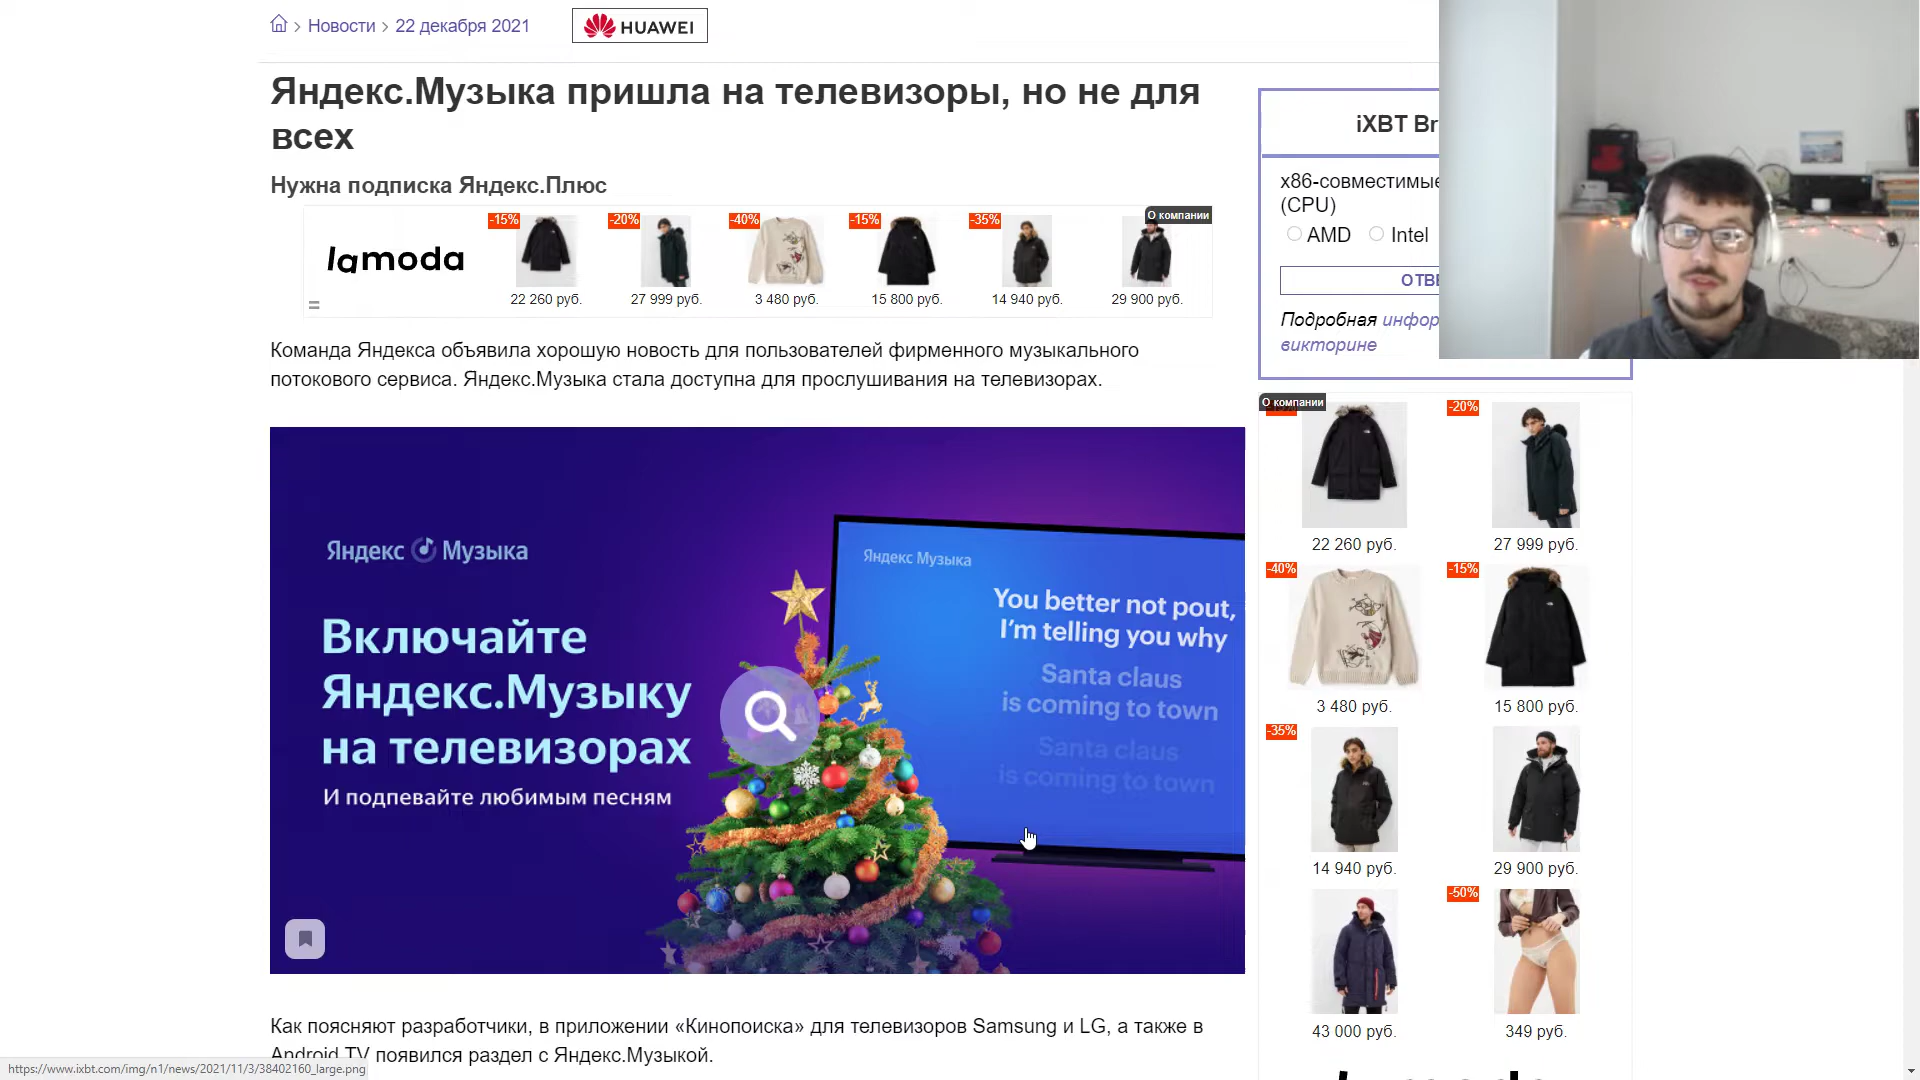 Новости > 22 декабря 2021
HUAWEI
Яндекс.Музыка пришла на телевизоры, но не для
всех
Нужна подписка Яндекс.Плюс
lamoda
-15%
-20%
-40%
-15%
-35%
О компании
22 260 руб.
27 999 руб.
3 480 руб.
15 800 руб.
14 940 руб.
29 900 руб.
Команда Яндекса объявила хорошую новость для пользователей фирменного музыкального
потокового сервиса. Яндекс.Музыка стала доступна для прослушивания на телевизорах.
Яндекс Музыка
Включайте
Яндекс.Музыку
на телевизорах
И подпевайте любимым песням
Яндекс Музыка
You better not pout,
I'm telling you why
Santa claus
is coming to town
Santa claus
is coming to town
Как поясняют разработчики, в приложении «Кинопоиска» для телевизоров Samsung и LG, а также в
Android TV появился раздел с Яндекс.Музыкой.
https://www.ixbt.com/img/n1/news/2021/11/3/38402160_large.png
iXBT Br
x86-совместимые
(CPU)
AMD Intel
ОТВЕ
Подробная инфор
викторине
О компании
-20%
22 260 руб.
27 999 руб.
-40%
-15%
3 480 руб.
15 800 руб.
-35%
14 940 руб.
29 900 руб.
-50%
43 000 руб.
349 руб.